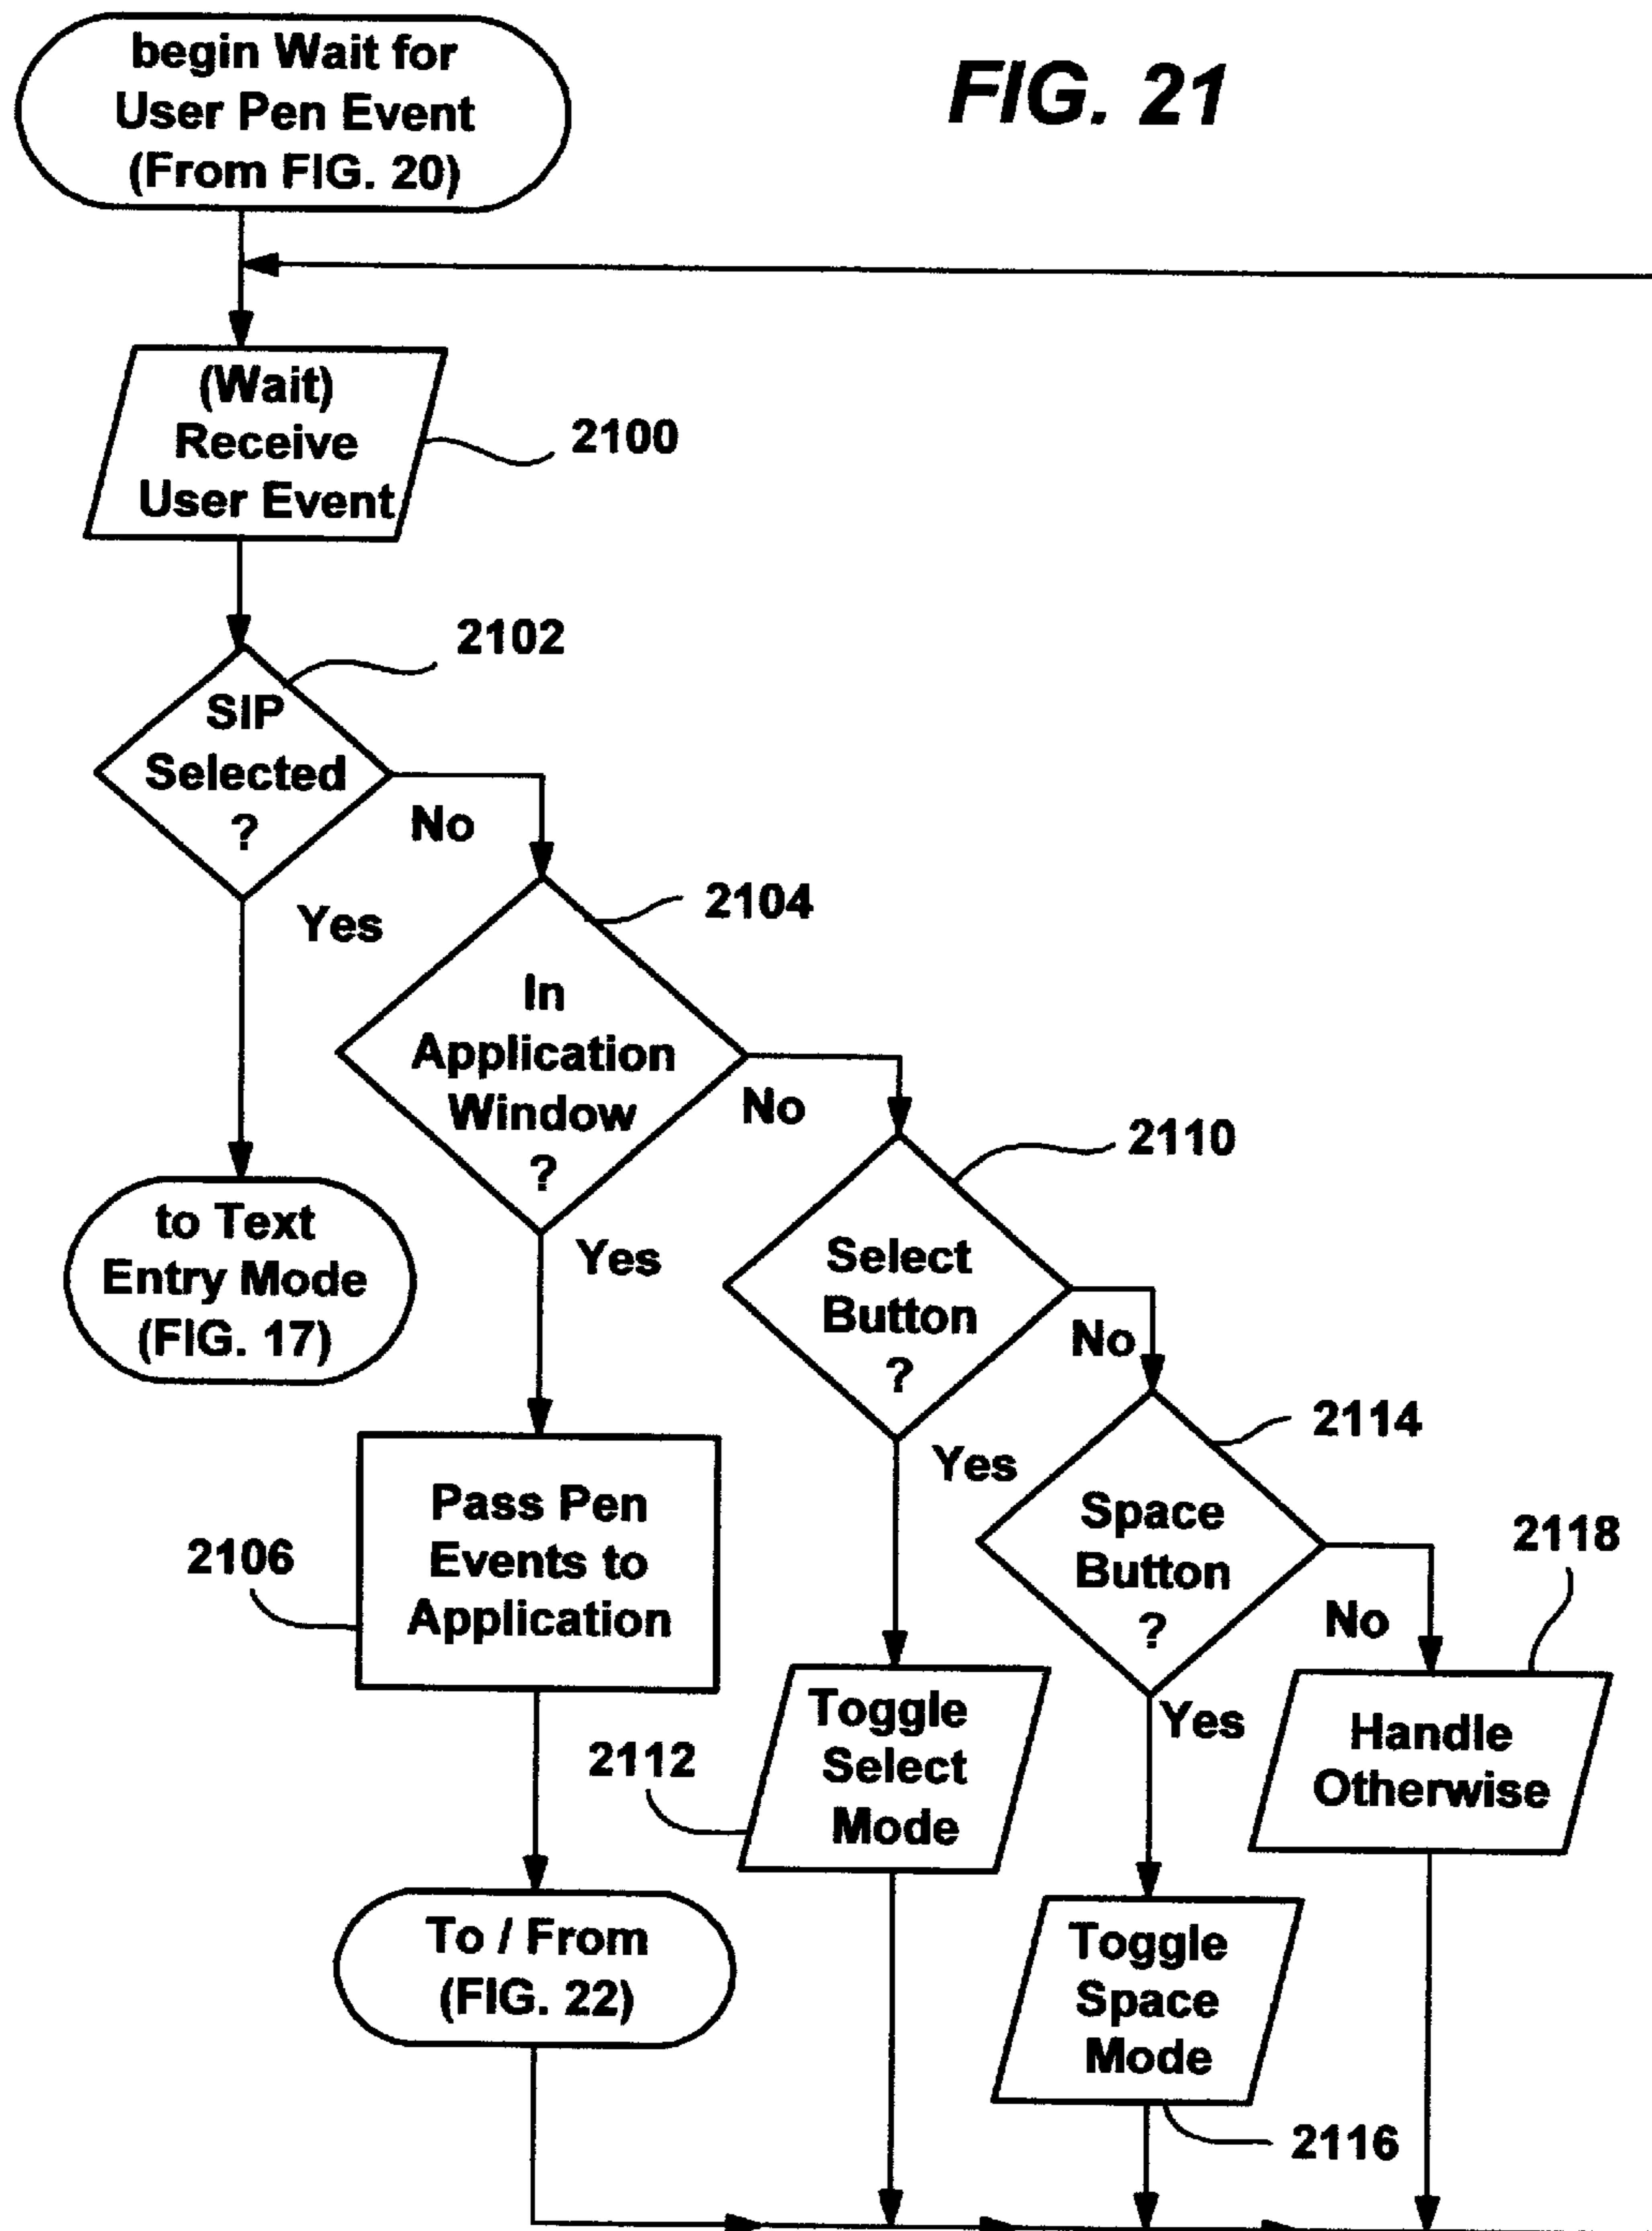 begin Wait for
User Pen Event
(From FIG. 20)
FIG. 21
(Wait)
Receive
User Event
2100
2102
SIP
Selected
?
No
Yes
2104
In
Application
Window
?
No
Yes
to Text
Entry Mode
(FIG. 17)
2110
Select
Button
?
No
Yes
2114
Space
Button
?
No
Yes
2106
Pass Pen
Events to
Application
2118
Handle
Otherwise
2112
Toggle
Select
Mode
To / From
(FIG. 22)
Toggle
Space
Mode
2116